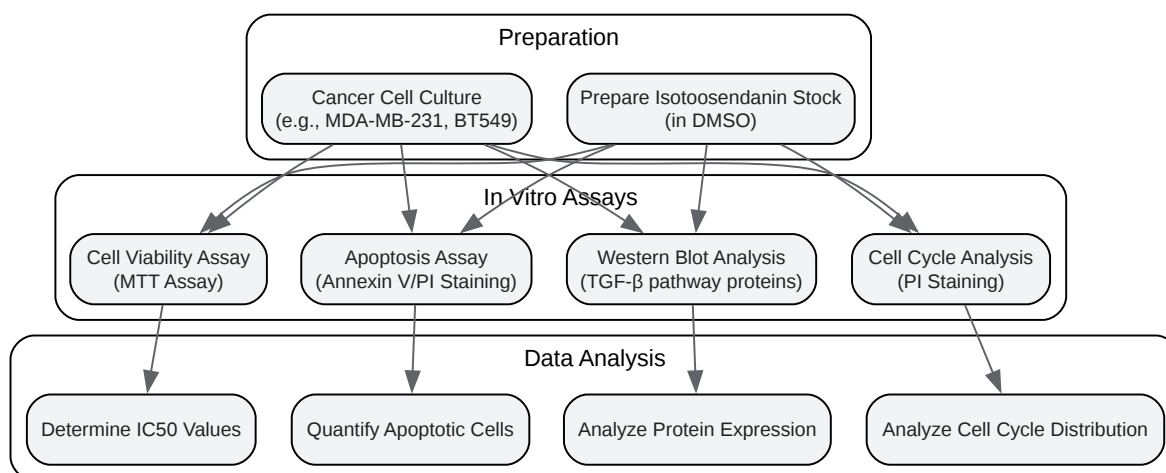 Preparation
Cancer Cell Culture
(e.g., MDA-MB-231, BT549)
Prepare Isotoosendanin Stock
(in DMSO)
In Vitro Assays
Cell Viability Assay
(MTT Assay)
Apoptosis Assay
(Annexin V/PI Staining)
Western Blot Analysis
(TGF-β pathway proteins)
Cell Cycle Analysis
(PI Staining)
Data Analysis
Determine IC50 Values
Quantify Apoptotic Cells
Analyze Protein Expression
Analyze Cell Cycle Distribution